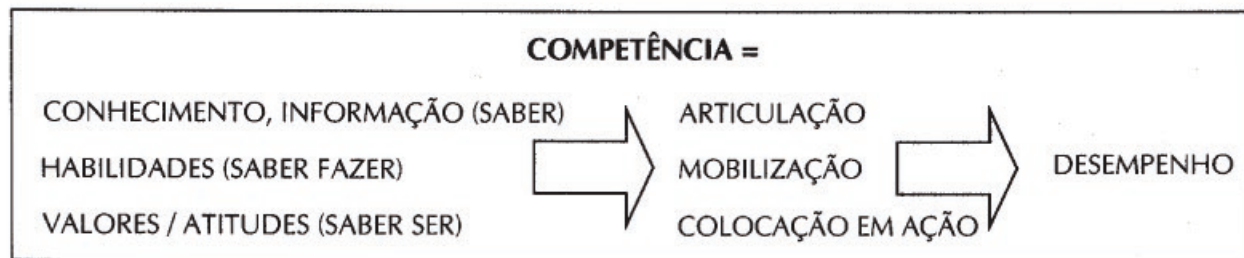 COMPETÊNCIA =
CONHECIMENTO, INFORMAÇÃO (SABER)
HABILIDADES (SABER FAZER)
VALORES / ATITUDES (SABER SER)
ARTICULAÇÃO
MOBILIZAÇÃO
COLOCAÇÃO EM AÇÃO
DESEMPENHO